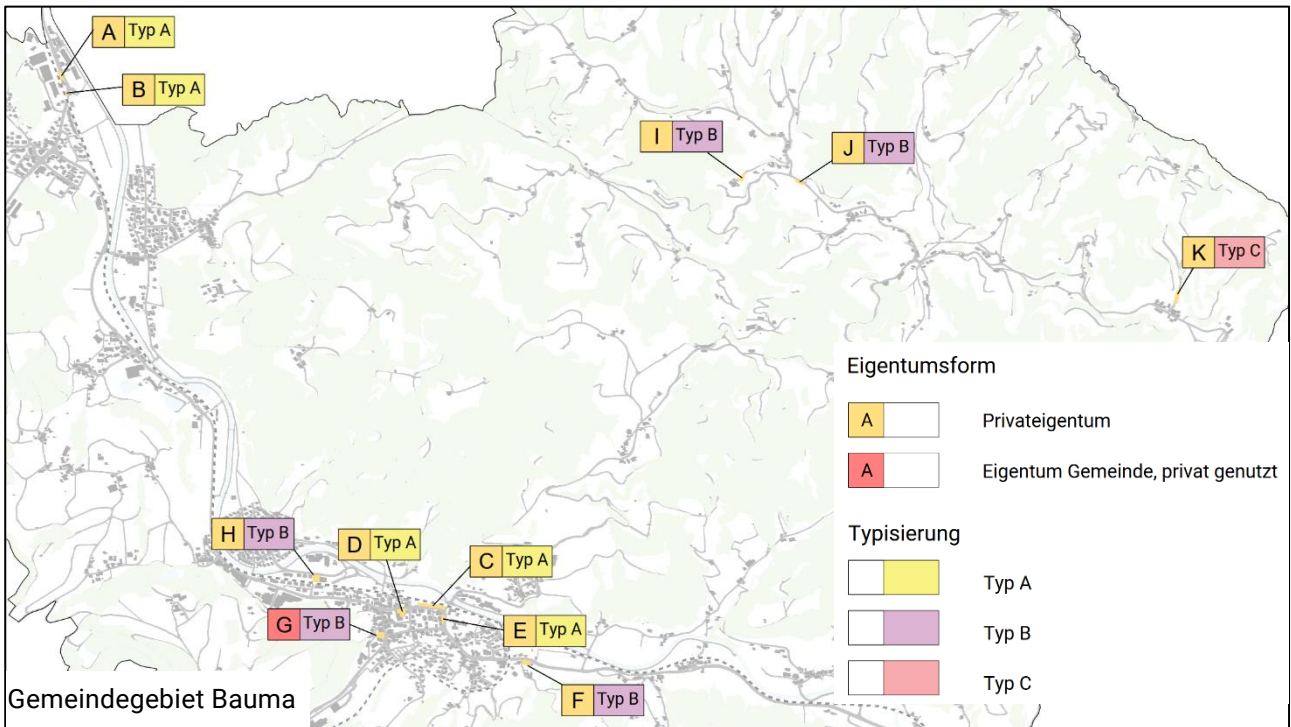 A Typ A
B Typ A
I Typ B
J Typ B
K Typ C
H Typ B
D Typ A
C Typ A
G Typ B
E Typ A
F Typ B
Eigentumsform
A Privateigentum
A Eigentum Gemeinde, privat genutzt
Typisierung
Typ A
Typ B
Typ C
Gemeindegebiet Bauma